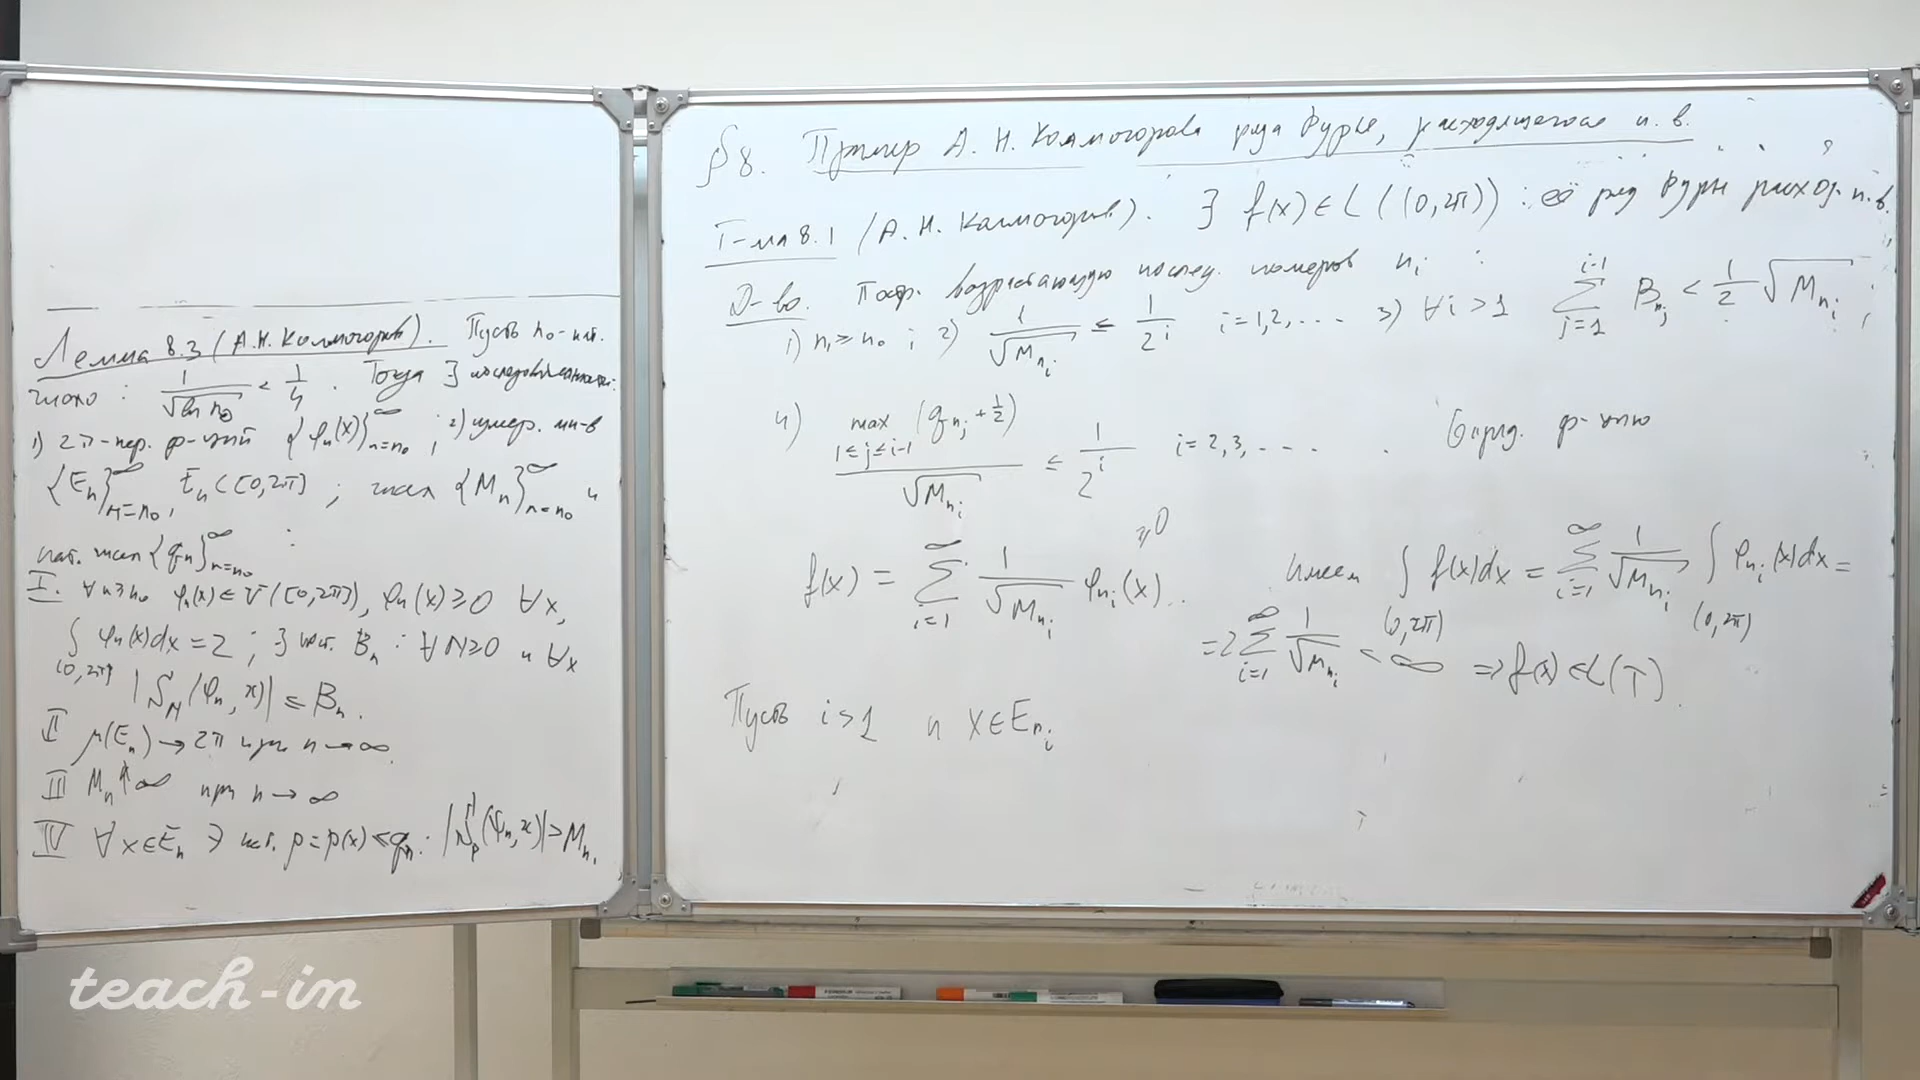 Лемма 8.3 (А.Н. Колмогоров). Пусть n₀ - нат.
число : 1/√(ln n₀) < 1/4 . Тогда ∃ последовательности:
1) 2π-пер. ф-ций {φₙ(x)}_{n=n₀}^∞ ; 2) измер. мн-в
{Eₙ}_{n=n₀}^∞, Eₙ ⊂ [0,2π] ; чисел {Mₙ}_{n=n₀}^∞ и
нат. чисел {qₙ}_{n=n₀}^∞ :
I. ∀ n ≥ n₀ φₙ(x) ∈ V([0,2π]), φₙ(x) ≥ 0 ∀x,
∫_{(0,2π)} φₙ(x)dx = 2 ; ∃ пост. Bₙ : ∀ N ≥ 0 и ∀x
|S_N(φₙ, x)| ≤ Bₙ.
II μ(Eₙ) → 2π при n → ∞.
III Mₙ ↑ ∞ при n → ∞
IV ∀ x ∈ Eₙ ∃ нат. p = p(x) < qₙ : |S_p(φₙ, x)| > Mₙ.
§8. Пример А. Н. Колмогорова ряда Фурье, расходящегося п. в.
Т-ма 8.1 (А. Н. Колмогоров). ∃ f(x) ∈ L((0,2π)) : её ряд Фурье расход. п. в.
Д-во. Постр. возрастающую послед. номеров nᵢ :
1) n₁ ≥ n₀ ; 2) 1/√(M_{nᵢ}) ≤ 1/2ⁱ i = 1,2,.... 3) ∀ i > 1 ∑_{j=1}^{i-1} B_{nⱼ} < 1/2 √(M_{nᵢ}) ;
4) max_{1≤j≤i-1} (q_{nⱼ} + 1/2) / √(M_{nᵢ}) ≤ 1/2ⁱ i = 2,3,.... . Опред. ф-цию
f(x) = ∑_{i=1}^∞ 1/√(M_{nᵢ}) φ_{nᵢ}(x). ≥ 0 Имеем ∫_{(0,2π)} f(x)dx = ∑_{i=1}^∞ 1/√(M_{nᵢ}) ∫_{(0,2π)} φ_{nᵢ}(x)dx =
= 2∑_{i=1}^∞ 1/√(M_{nᵢ}) < ∞ ⇒ f(x) ∈ L(T).
Пусть i > 1 и x ∈ E_{nᵢ}
teach-in